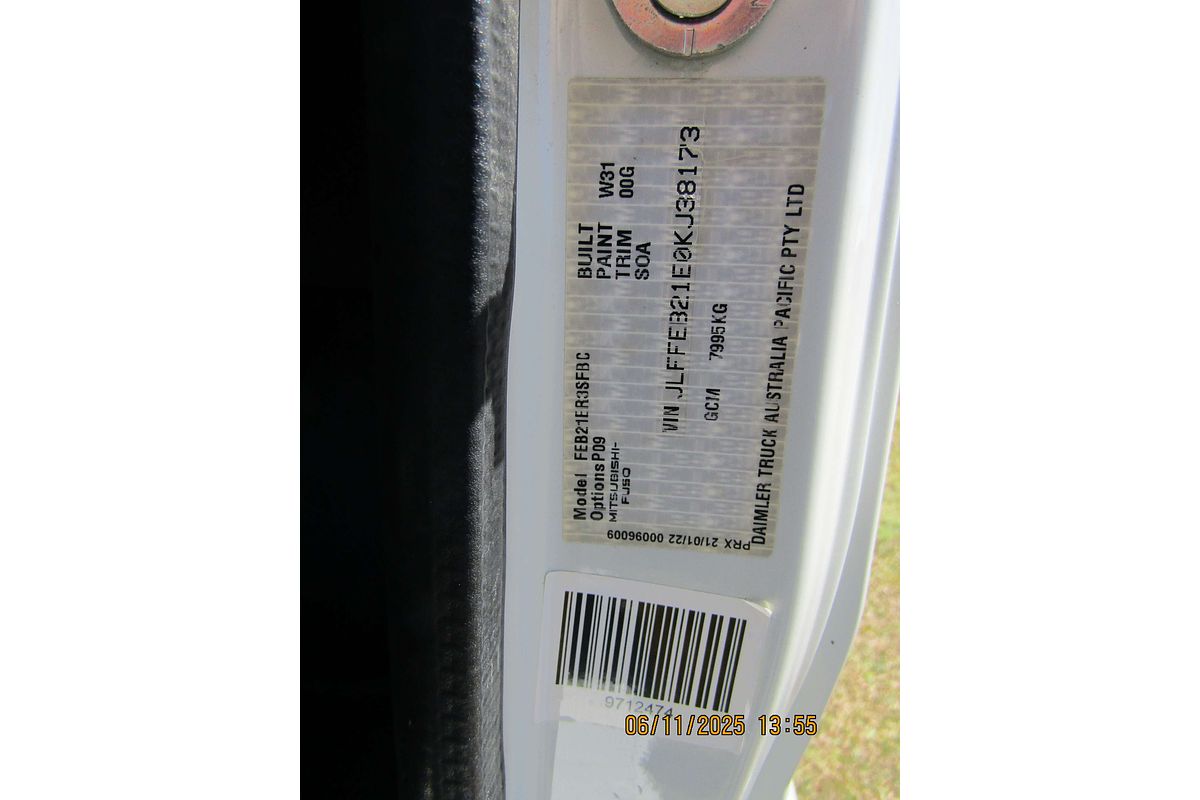 Model FEB21ER3SFBC BUILT
Options P09 PAINT W31
MITSUBISHI- TRIM 00G
FUSO SOA
VIN JLFFEB21E0KJ38173
GCM 7995KG
DAIMLER TRUCK AUSTRALIA PACIFIC PTY LTD
PRX 21/01/22 00096009
9712474
06/11/2025 13:55